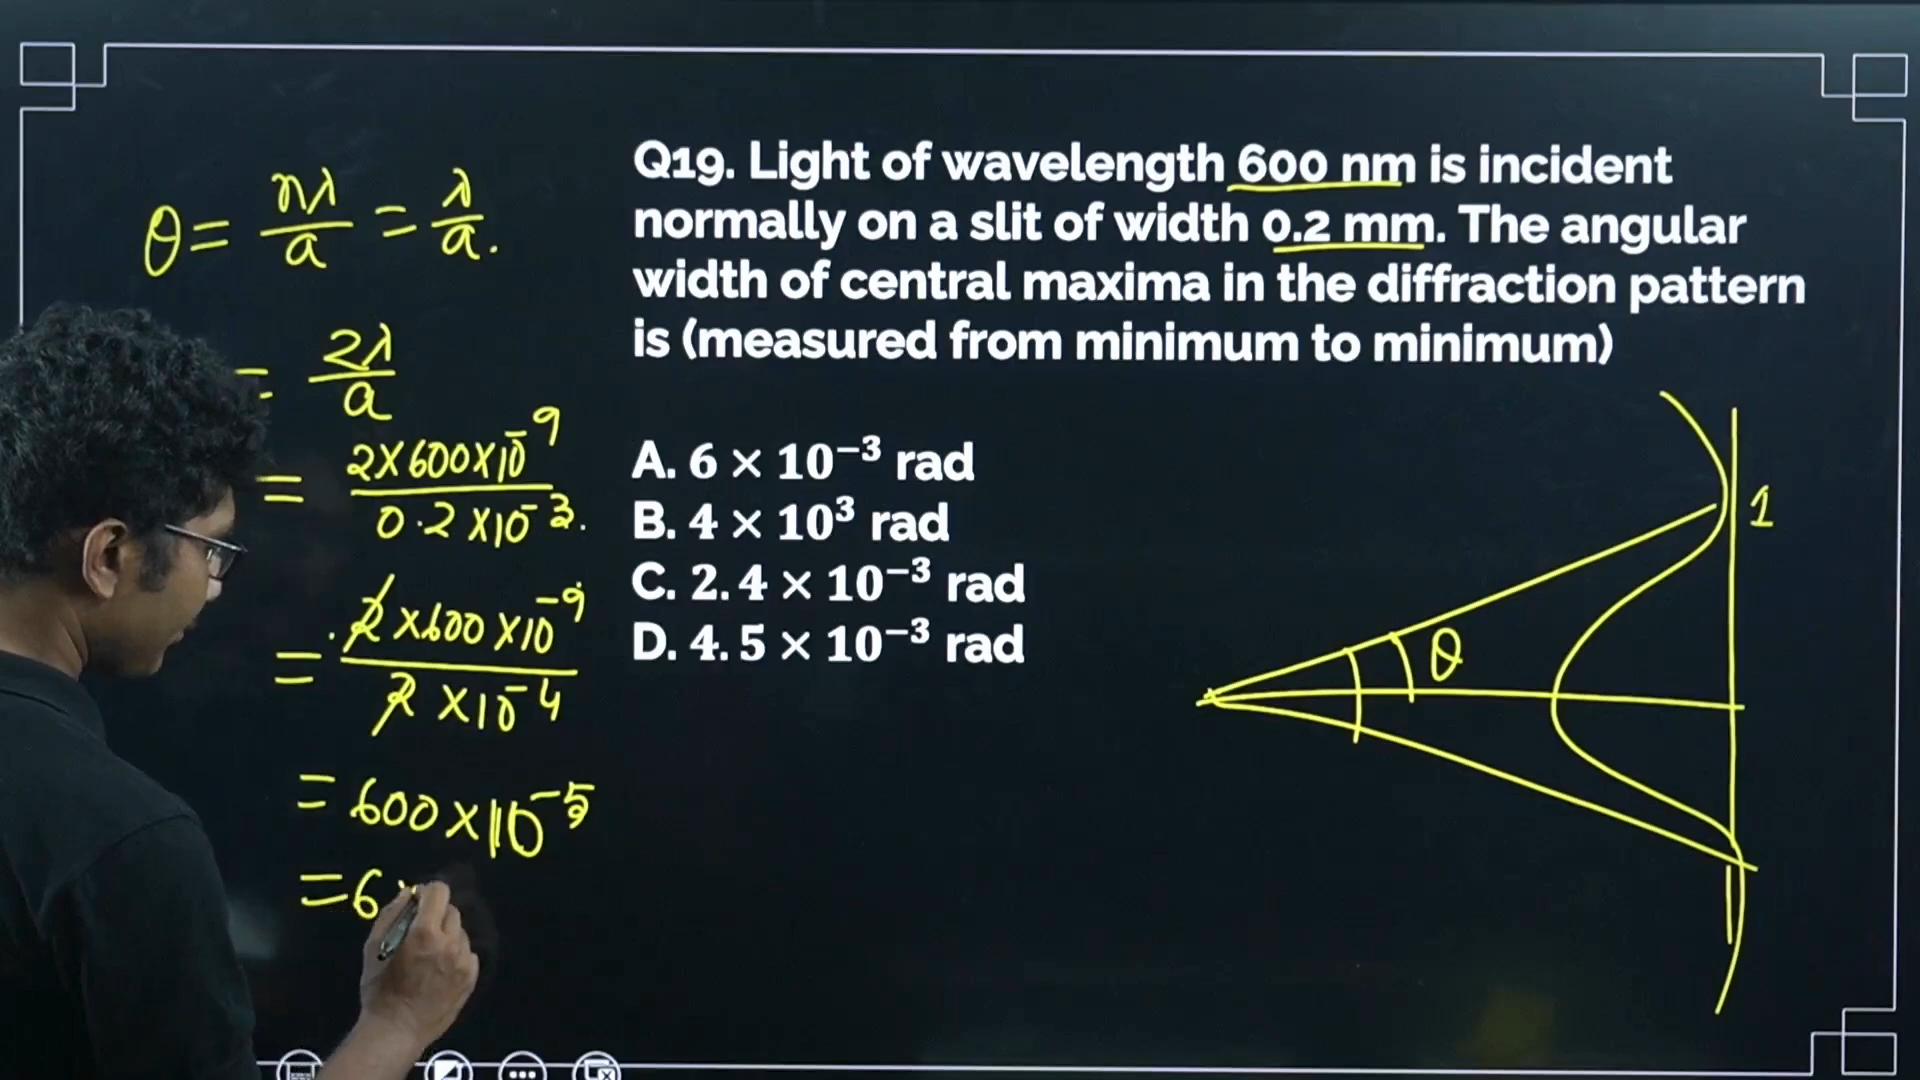 θ = nλ/a = λ/a.
= 2λ/a
= 2×600×10⁻⁹ / 0.2×10⁻³.
= 2×600×10⁻⁹ / 2×10⁻⁴
= 600×10⁻⁵
= 6
Q19. Light of wavelength 600 nm is incident
normally on a slit of width 0.2 mm. The angular
width of central maxima in the diffraction pattern
is (measured from minimum to minimum)
A. 6 × 10⁻³ rad
B. 4 × 10³ rad
C. 2.4 × 10⁻³ rad
D. 4.5 × 10⁻³ rad
1
θ